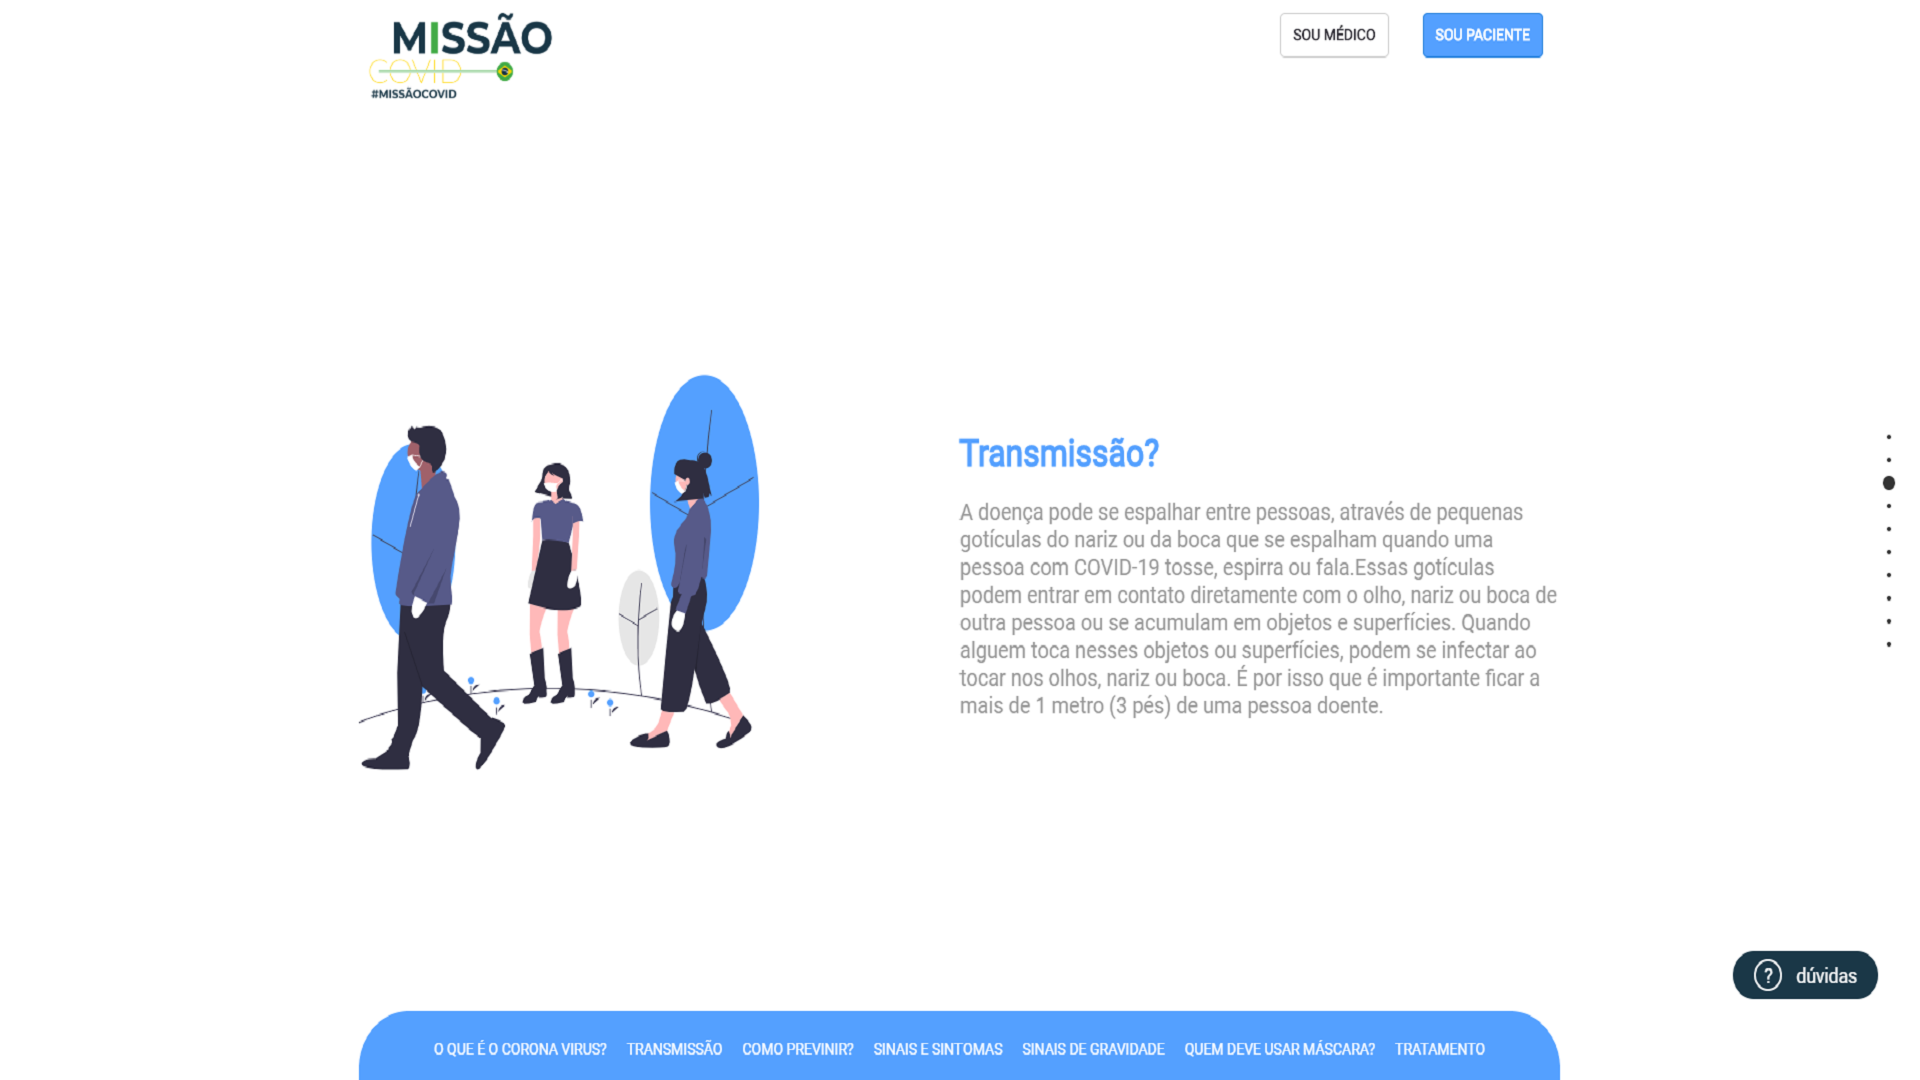 MISSÃO
COVID
#MISSÃOCOVID
SOU MÉDICO
SOU PACIENTE
Transmissão?
A doença pode se espalhar entre pessoas, através de pequenas
gotículas do nariz ou da boca que se espalham quando uma
pessoa com COVID-19 tosse, espirra ou fala.Essas gotículas
podem entrar em contato diretamente com o olho, nariz ou boca de
outra pessoa ou se acumulam em objetos e superfícies. Quando
alguem toca nesses objetos ou superfícies, podem se infectar ao
tocar nos olhos, nariz ou boca. É por isso que é importante ficar a
mais de 1 metro (3 pés) de uma pessoa doente.
? dúvidas
O QUE É O CORONA VIRUS? TRANSMISSÃO COMO PREVINIR? SINAIS E SINTOMAS SINAIS DE GRAVIDADE QUEM DEVE USAR MÁSCARA? TRATAMENTO